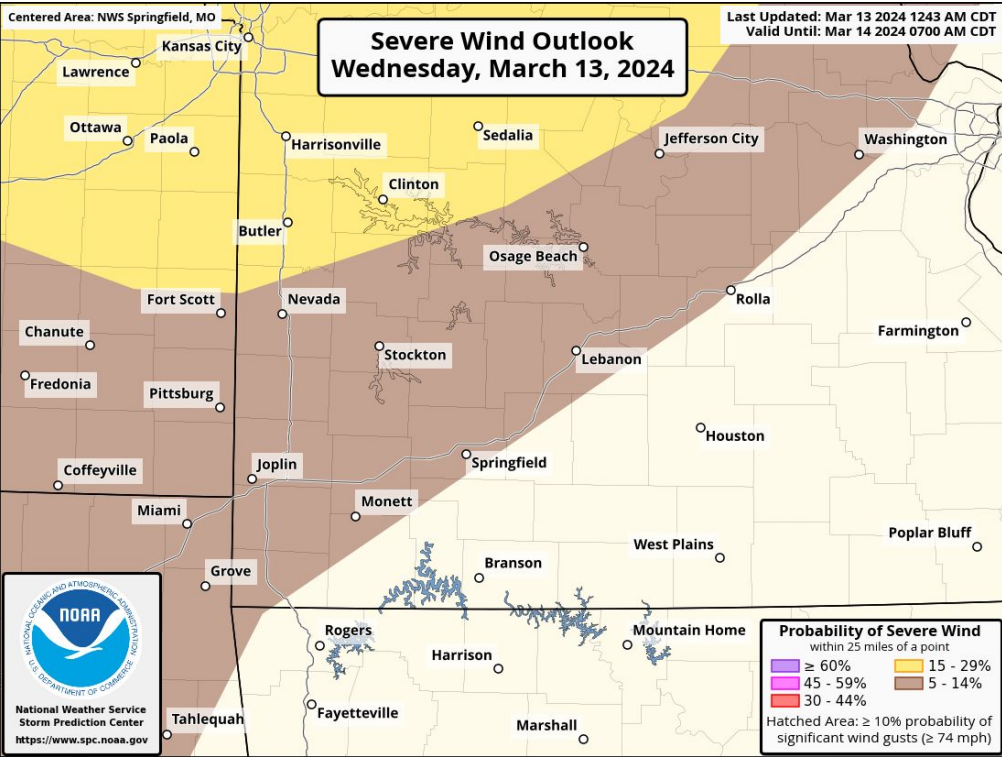 Centered Area: NWS Springfield, MO
Severe Wind Outlook
Wednesday, March 13, 2024
Last Updated: Mar 13 2024 1243 AM CDT
Valid Until: Mar 14 2024 0700 AM CDT
Kansas City
Lawrence
Ottawa
Paola
Harrisonville
Sedalia
Jefferson City
Washington
Clinton
Butler
Osage Beach
Fort Scott
Nevada
Rolla
Chanute
Stockton
Lebanon
Farmington
Fredonia
Pittsburg
Houston
Coffeyville
Joplin
Springfield
Miami
Monett
West Plains
Poplar Bluff
Grove
Branson
Rogers
Harrison
Mountain Home
Tahlequah
Fayetteville
Marshall
NATIONAL OCEANIC AND ATMOSPHERIC ADMINISTRATION
NOAA
U.S. DEPARTMENT OF COMMERCE
National Weather Service
Storm Prediction Center
https://www.spc.noaa.gov
Probability of Severe Wind
within 25 miles of a point
≥ 60%
45 - 59%
30 - 44%
15 - 29%
5 - 14%
Hatched Area: ≥ 10% probability of
significant wind gusts (≥ 74 mph)